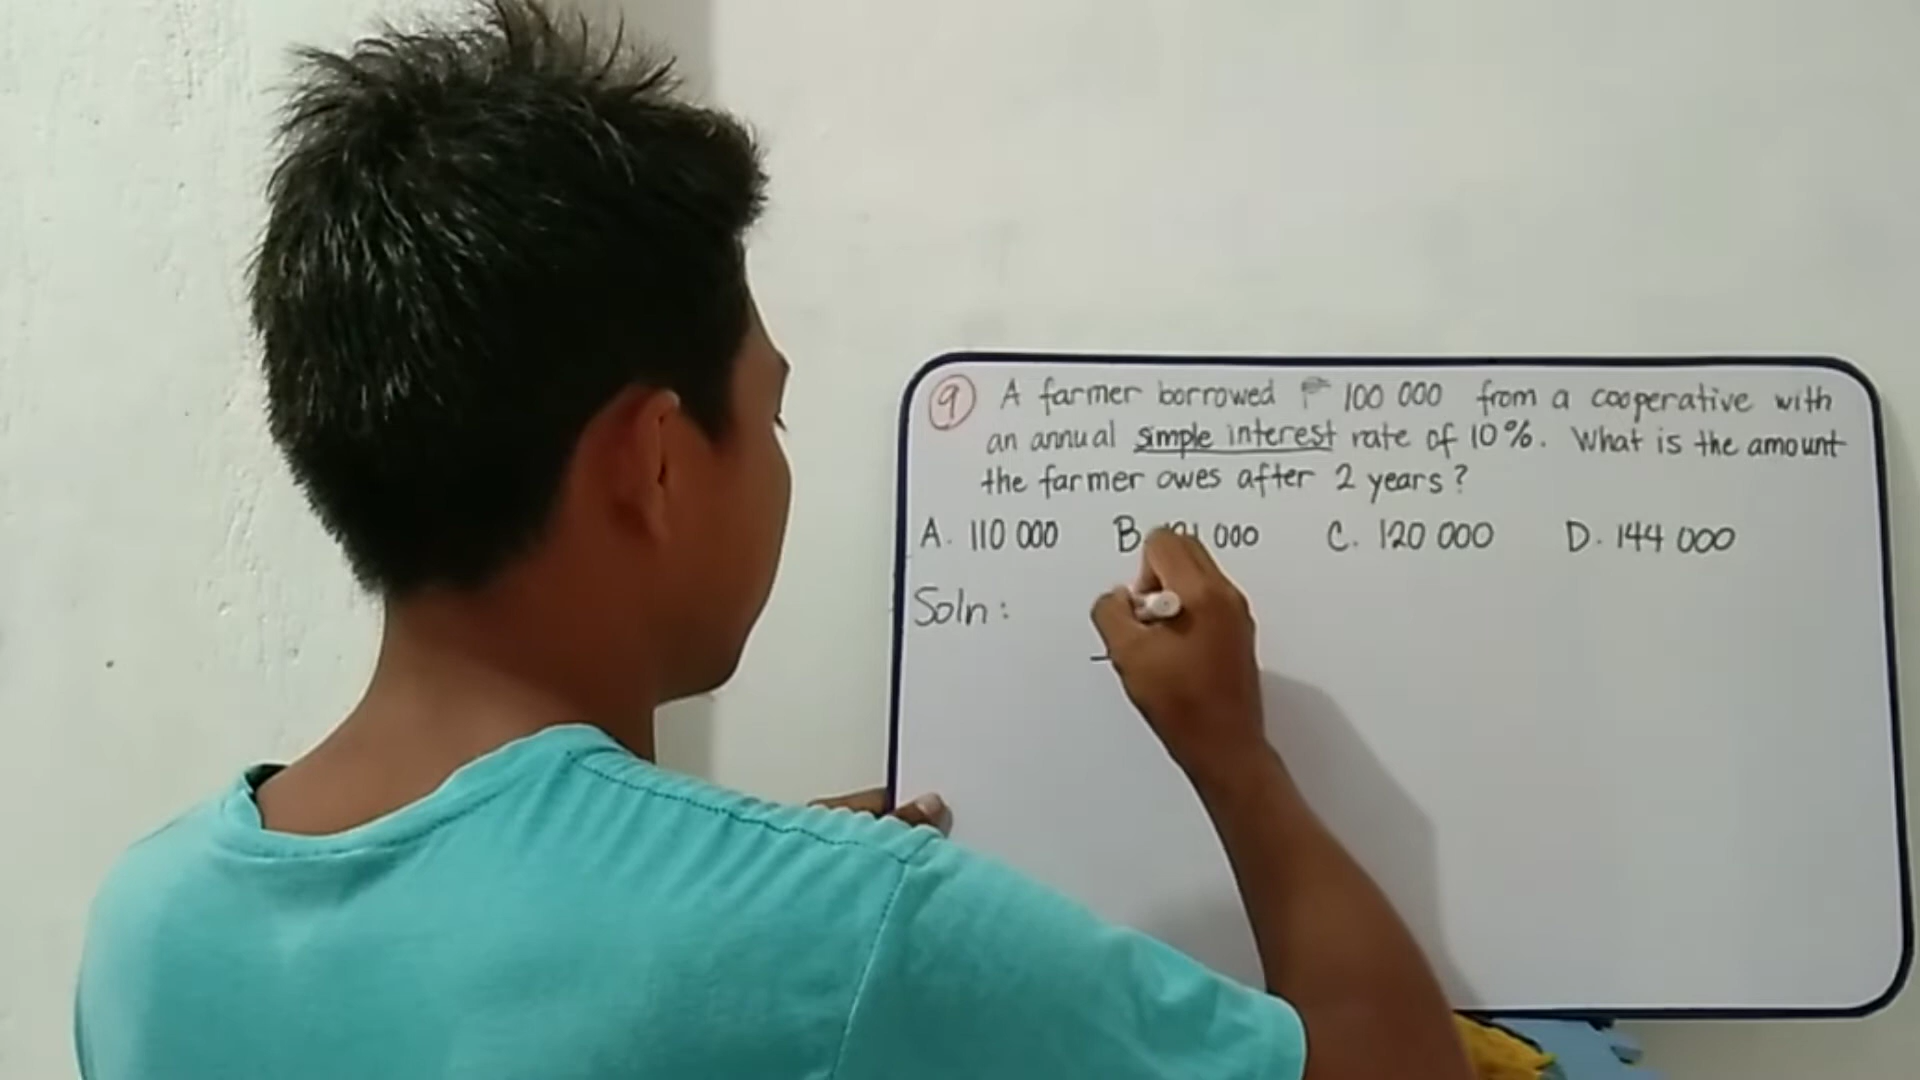 9 A farmer borrowed ₱ 100 000 from a cooperative with
an annual simple interest rate of 10%. What is the amount
the farmer owes after 2 years?
A. 110 000 B 000 C. 120 000 D. 144 000
Soln: